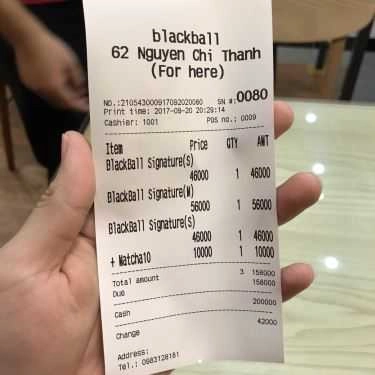 blackball
62 Nguyen Chi Thanh
(For here)
NO.:210543000917092020080 SN #:0080
Print time: 2017-09-20 20:29:14
Cashier: 1001 POS no.: 0009
Item Price QTY AMT
BlackBall Signature(S)
46000 1 46000
BlackBall Signature(M)
56000 1 56000
BlackBall Signature(S)
46000 1 46000
+ Matcha10 10000 1 10000
Total amount 3 158000
Due 158000
Cash 200000
Change 42000
Address:
Tel.: 0983128181